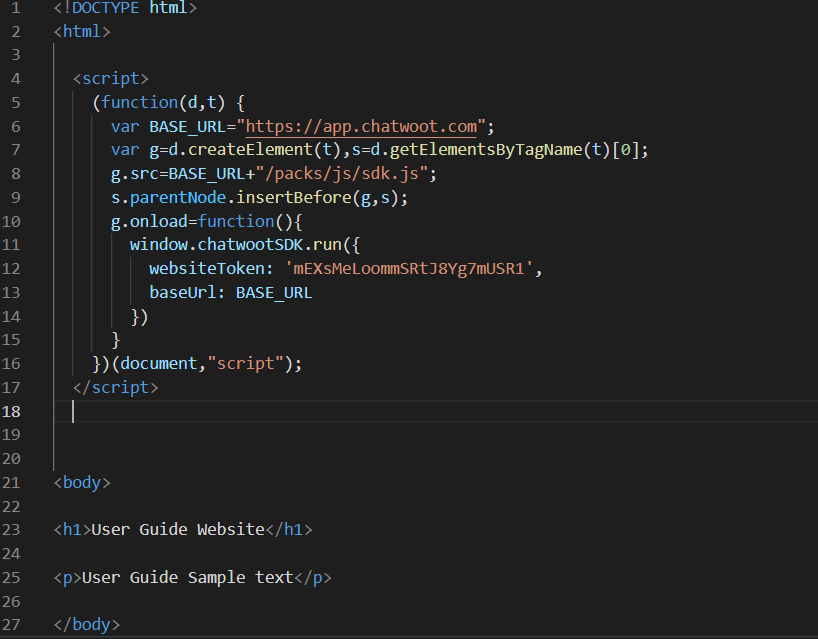 1 <!DOCTYPE html>
2 <html>
3
4 <script>
5 (function(d,t) {
6 var BASE_URL="https://app.chatwoot.com";
7 var g=d.createElement(t),s=d.getElementsByTagName(t)[0];
8 g.src=BASE_URL+"/packs/js/sdk.js";
9 s.parentNode.insertBefore(g,s);
10 g.onload=function(){
11 window.chatwootSDK.run({
12 websiteToken: 'mEXsMeLoommSRtJ8Yg7mUSR1',
13 baseUrl: BASE_URL
14 })
15 }
16 })(document,"script");
17 </script>
18
19
20
21 <body>
22
23 <h1>User Guide Website</h1>
24
25 <p>User Guide Sample text</p>
26
27 </body>